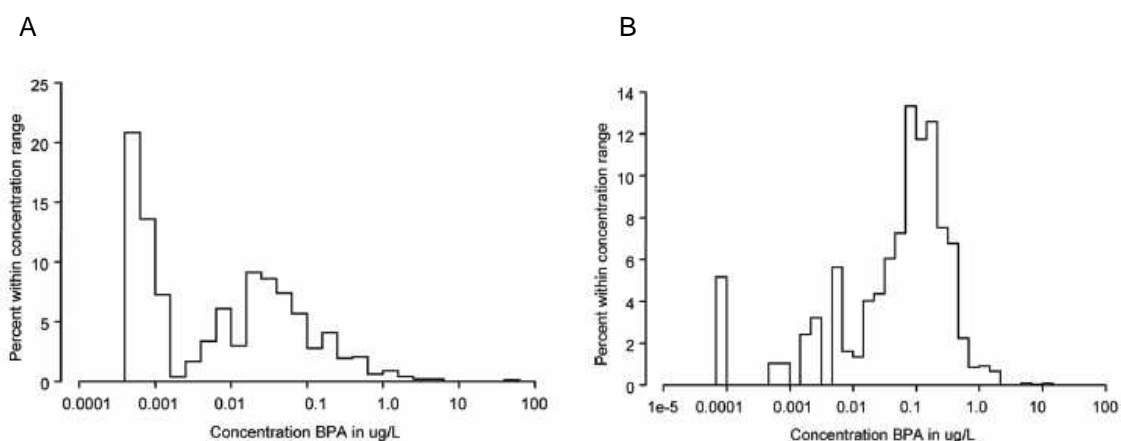 A
B
25
20
15
10
5
0
Percent within concentration range
0.0001 0.001 0.01 0.1 1.0 10 100
Concentration BPA in ug/L
14
12
10
8
6
4
2
0
Percent within concentration range
1e-5 0.0001 0.001 0.01 0.1 1.0 10 100
Concentration BPA in ug/L